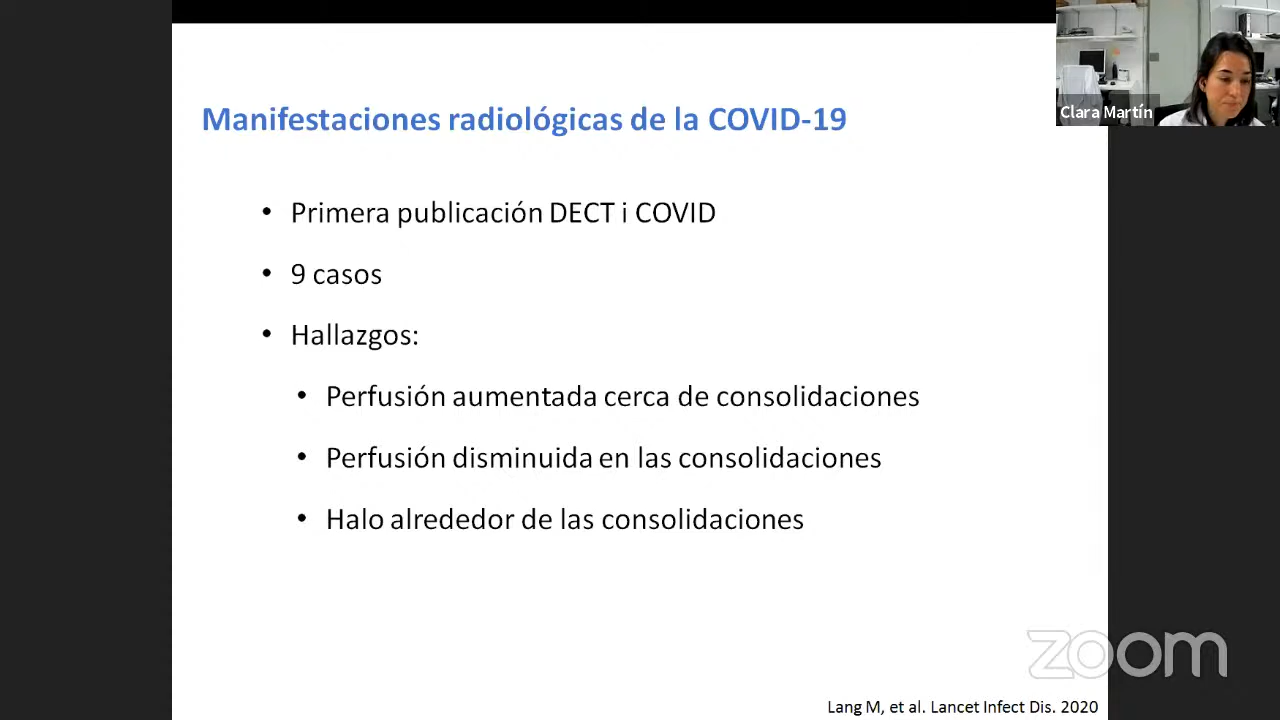 Clara Martín
Manifestaciones radiológicas de la COVID-19
• Primera publicación DECT i COVID
• 9 casos
• Hallazgos:
• Perfusión aumentada cerca de consolidaciones
• Perfusión disminuida en las consolidaciones
• Halo alrededor de las consolidaciones
zoom
Lang M, et al. Lancet Infect Dis. 2020